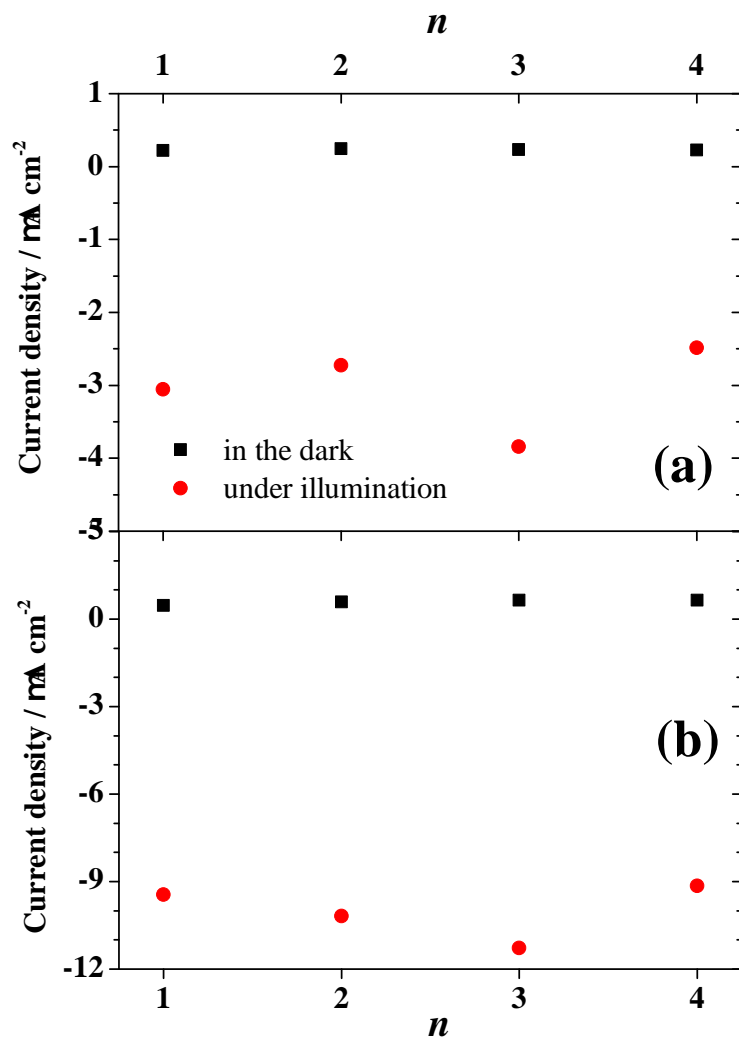 n
1 2 3 4
1
0
-1
-2
-3
-4
-5
Current density / mA cm-2
in the dark
under illumination
(a)
0
-3
-6
-9
-12
Current density / mA cm-2
(b)
1 2 3 4
n